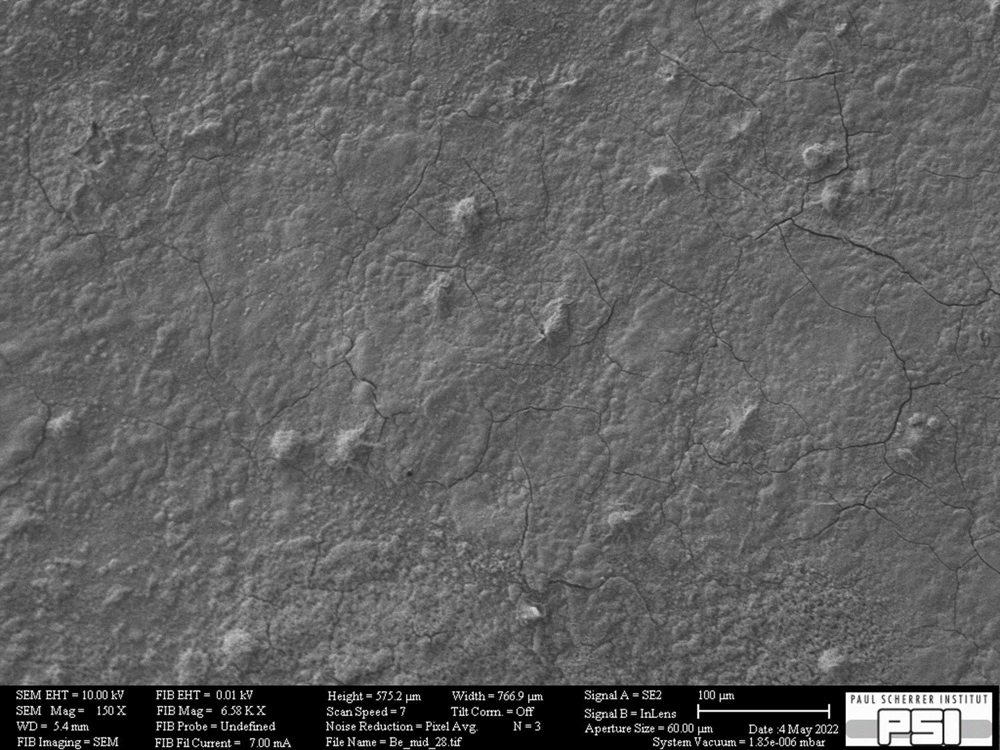 SEM EHT = 10.00 kV FIB EHT = 0.01 kV Height = 575.2 µm Width = 766.9 µm Signal A = SE2 100 µm
SEM Mag = 150 X FIB Mag = 6.58 K X Scan Speed = 7 Tilt Corrn. = Off Signal B = InLens
WD = 5.4 mm FIB Probe = Undefined Noise Reduction = Pixel Avg. N = 3 Aperture Size = 60.00 µm Date :4 May 2022
FIB Imaging = SEM FIB Fil Current = 7.00 mA File Name = Be_mid_28.tif System Vacuum = 1.85e-006 mbar
PAUL SCHERRER INSTITUT
PSI